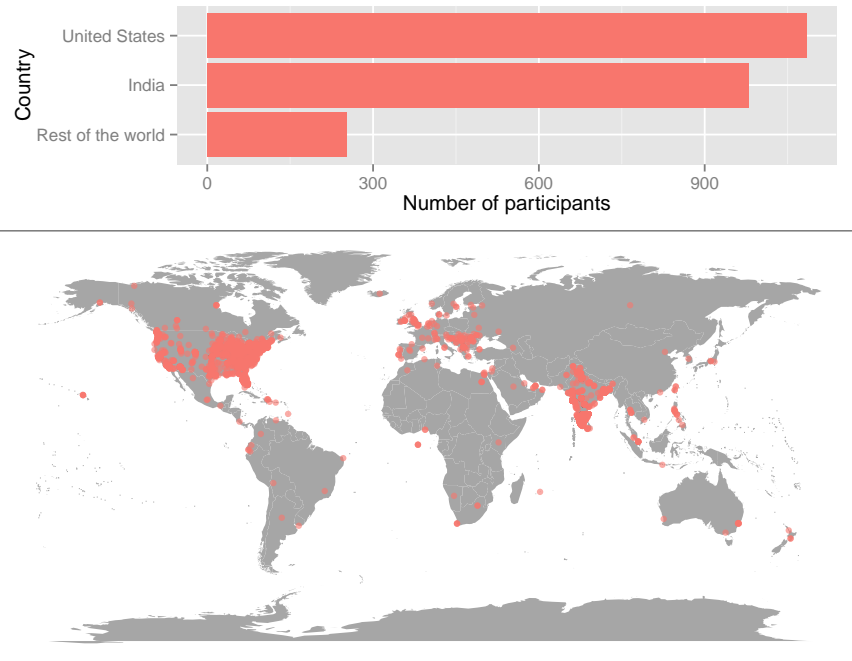 Country
United States
India
Rest of the world
0 300 600 900
Number of participants